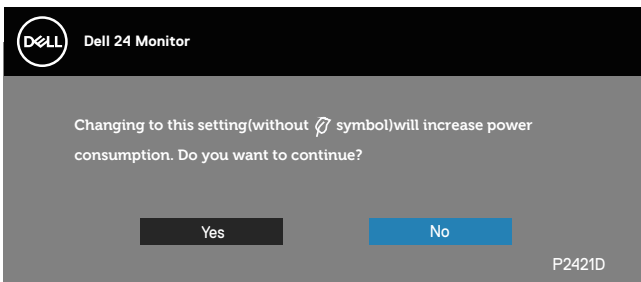 DELL
Dell 24 Monitor
Changing to this setting(without symbol)will increase power
consumption. Do you want to continue?
Yes
No
P2421D